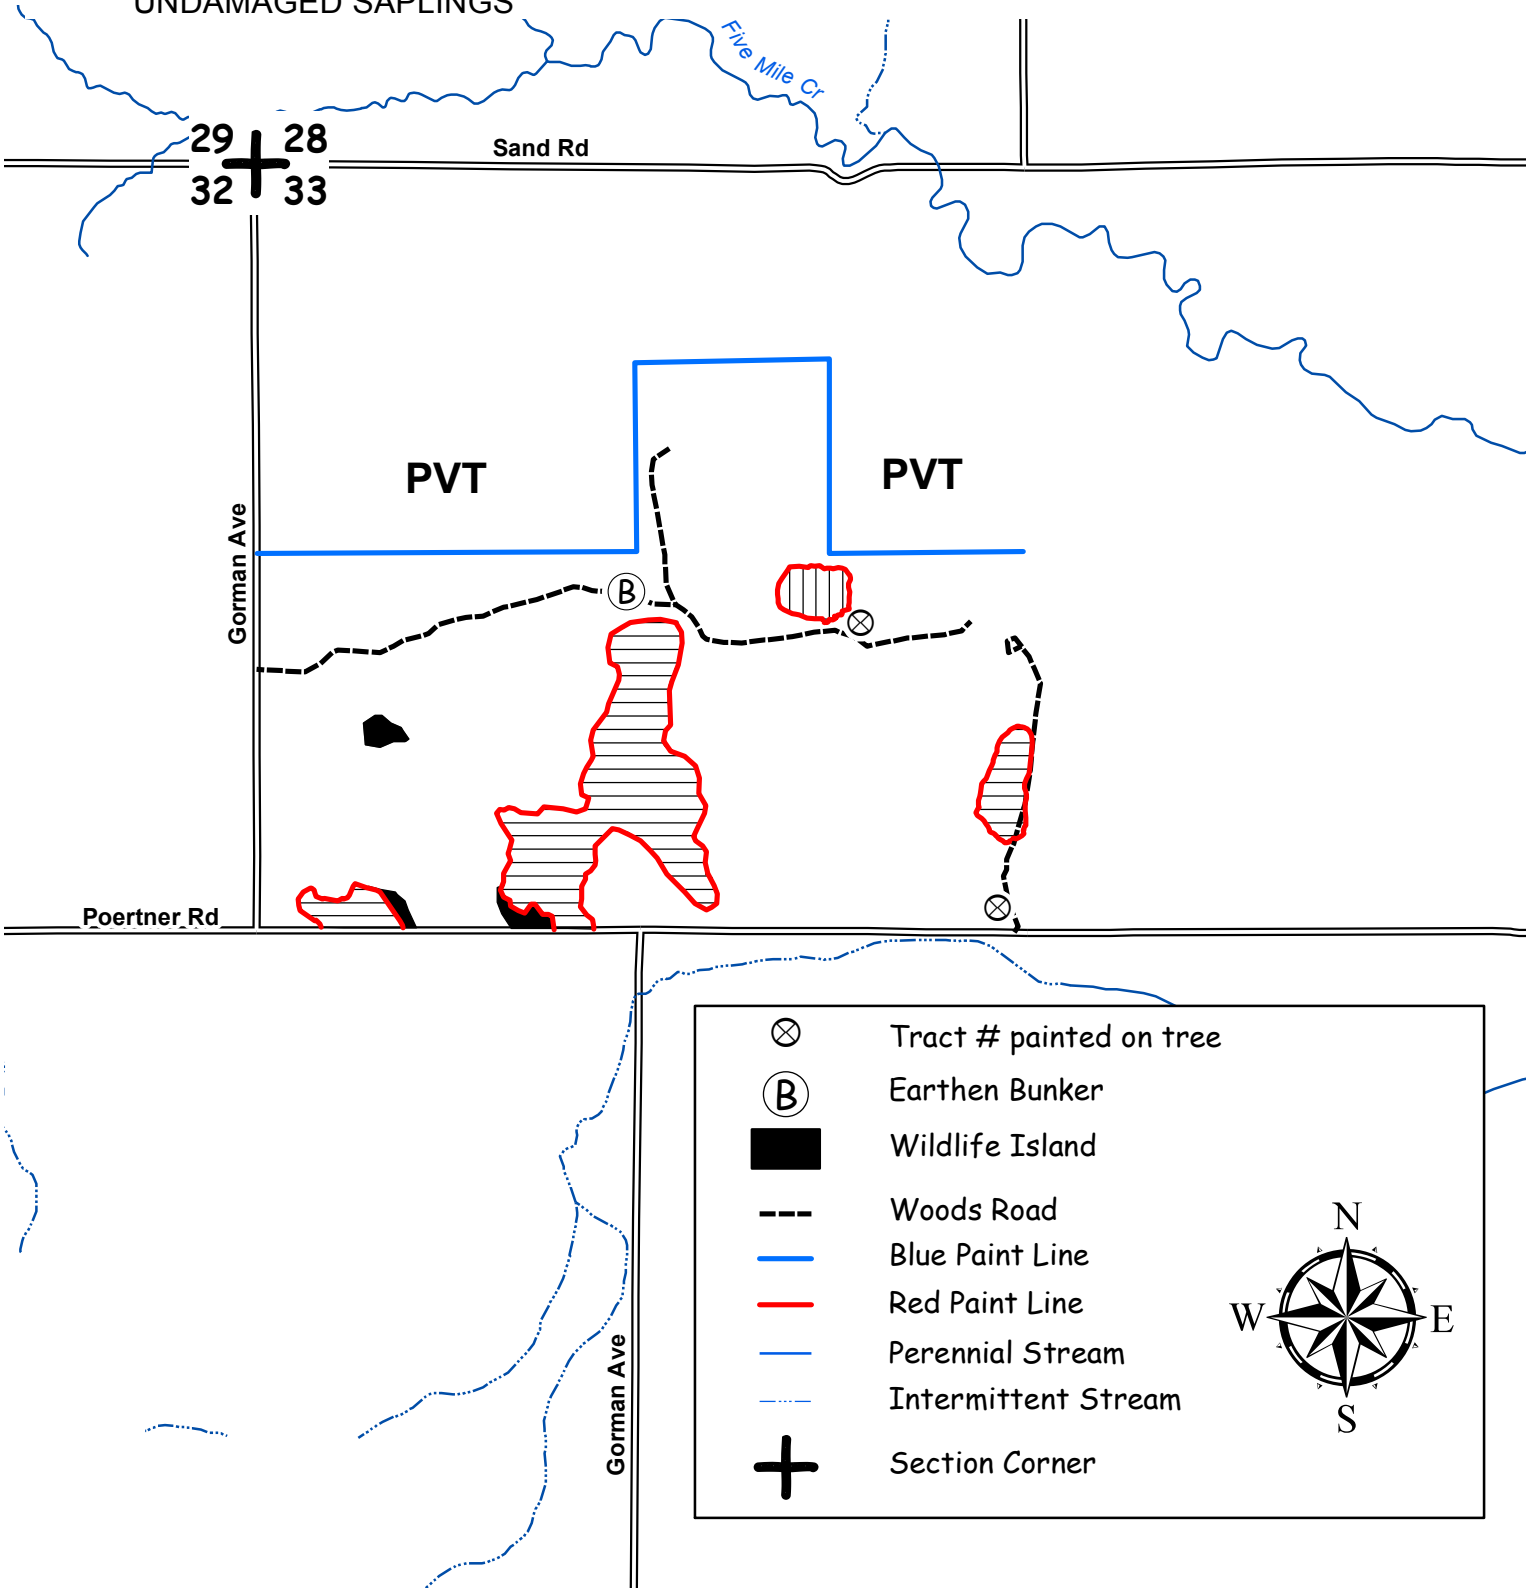 UNDAMAGED SAPLINGS
Five Mile Cr
29 28
Sand Rd
32 33
PVT
PVT
Gorman Ave
B
Poertner Rd
Tract # painted on tree
B
Earthen Bunker
Wildlife Island
Woods Road
Blue Paint Line
Red Paint Line
Perennial Stream
Intermittent Stream
Section Corner
N
W
E
S
Gorman Ave